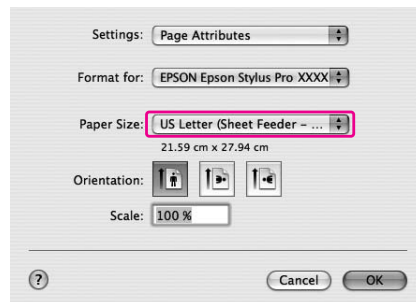 Settings: Page Attributes
Format for: EPSON Epson Stylus Pro XXXX
Paper Size: US Letter (Sheet Feeder – ...
21.59 cm x 27.94 cm
Orientation:
Scale: 100 %
? Cancel OK